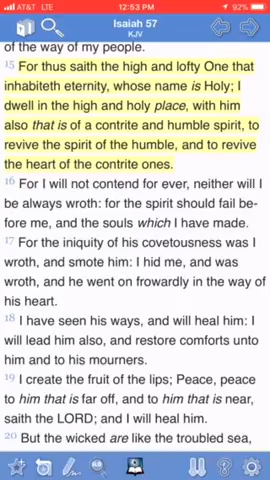 AT&T LTE 12:53 PM 92%
Isaiah 57
KJV
of the way of my people.
15 For thus saith the high and lofty One that
inhabiteth eternity, whose name is Holy; I
dwell in the high and holy place, with him
also that is of a contrite and humble spirit, to
revive the spirit of the humble, and to revive
the heart of the contrite ones.
16 For I will not contend for ever, neither will I
be always wroth: for the spirit should fail be-
fore me, and the souls which I have made.
17 For the iniquity of his covetousness was I
wroth, and smote him: I hid me, and was
wroth, and he went on frowardly in the way of
his heart.
18 I have seen his ways, and will heal him: I
will lead him also, and restore comforts unto
him and to his mourners.
19 I create the fruit of the lips; Peace, peace
to him that is far off, and to him that is near,
saith the LORD; and I will heal him.
20 But the wicked are like the troubled sea,